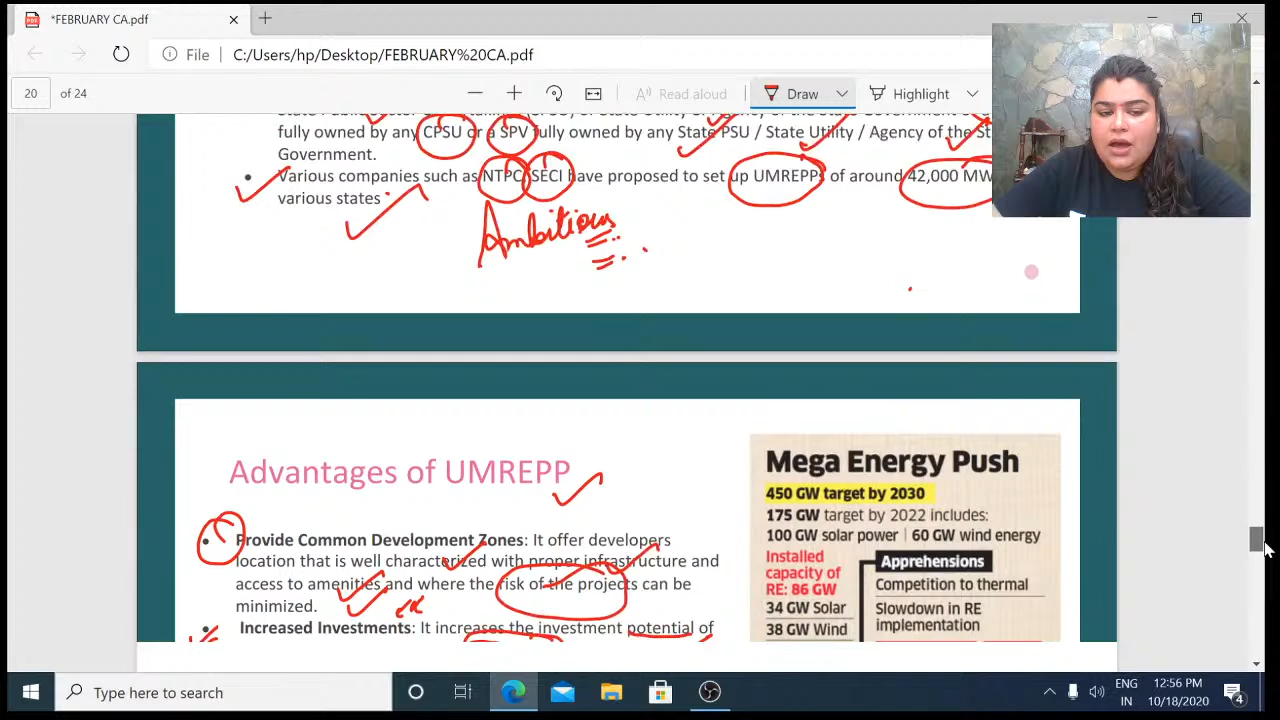 *FEBRUARY CA.pdf
File C:/Users/hp/Desktop/FEBRUARY%20CA.pdf
20 of 24
Read aloud
Draw
Highlight
fully owned by any CPSU or a SPV fully owned by any State PSU / State Utility / Agency of the St
Government.
• Various companies such as NTPC, SECI have proposed to set up UMREPPs of around 42,000 MW
various states
Ambitious
Advantages of UMREPP
• Provide Common Development Zones: It offer developers
location that is well characterized with proper infrastructure and
access to amenities and where the risk of the projects can be
minimized.
• Increased Investments: It increases the investment potential of
Mega Energy Push
450 GW target by 2030
175 GW target by 2022 includes:
100 GW solar power | 60 GW wind energy
Installed
capacity of
RE: 86 GW
34 GW Solar
38 GW Wind
Apprehensions
Competition to thermal
Slowdown in RE
implementation
Type here to search
ENG
IN
12:56 PM
10/18/2020
4